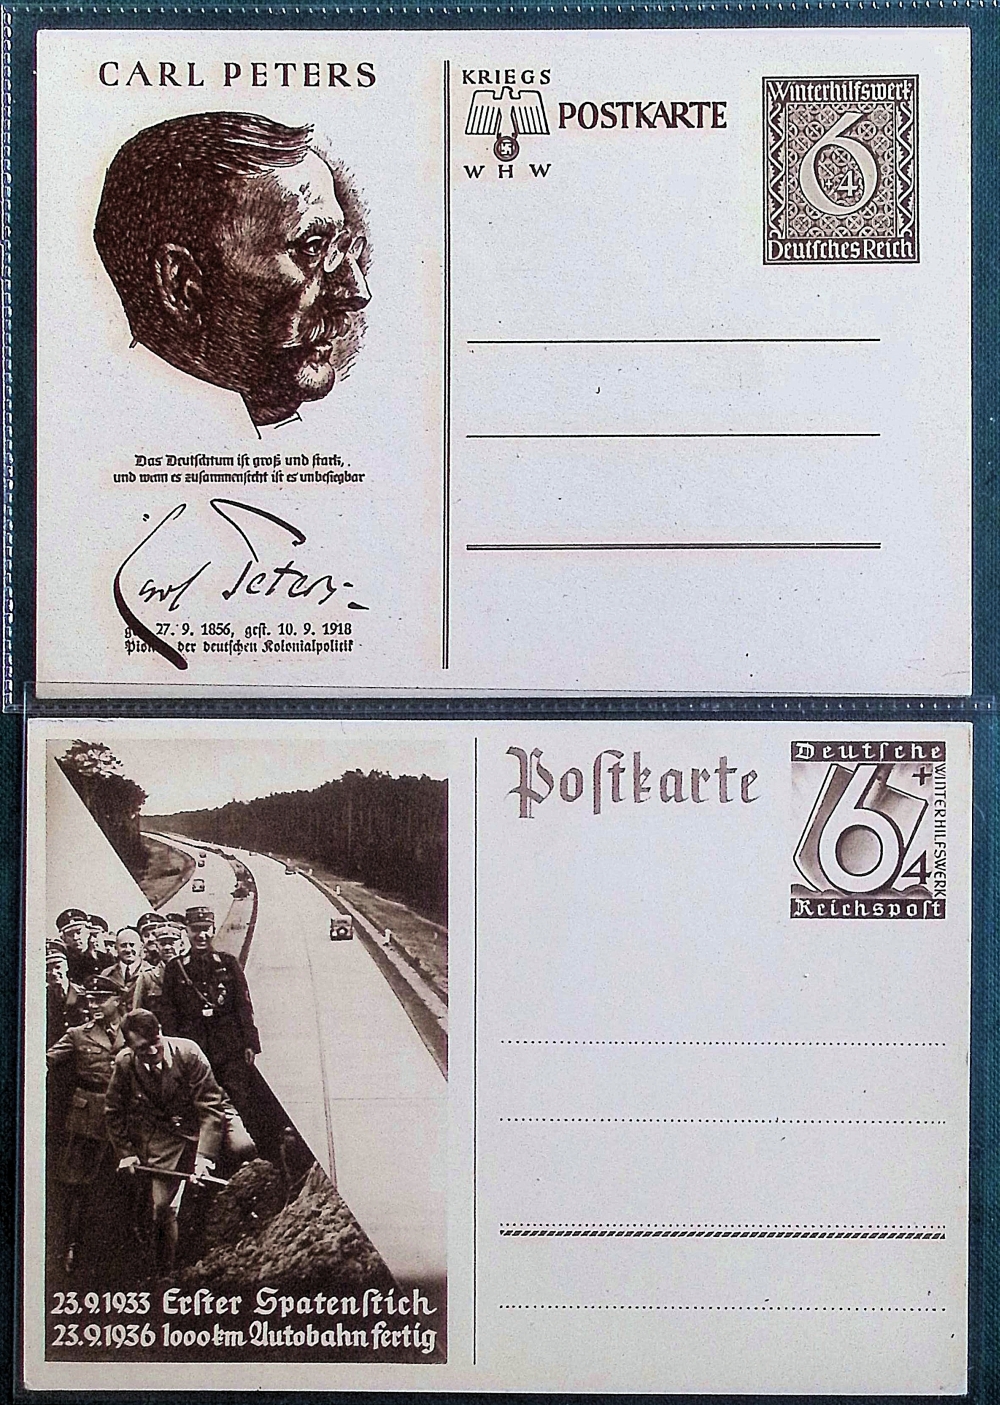 CARL PETERS
KRIEGS
POSTKARTE
W H W
Winterhilfswerk
6
+4
Deutsches Reich
Das Deutschtum ist groß und stark,
und wenn es zusammensteht ist es unbesiegbar
Carl Peters
27. 9. 1856, gest. 10. 9. 1918
der deutschen Kolonialpolitik
Postkarte
Deutsche
6+4
WINTERHILFSWERK
Reichspost
23.9.1933 Erster Spatenstich
23.9.1936 1000 km Autobahn fertig